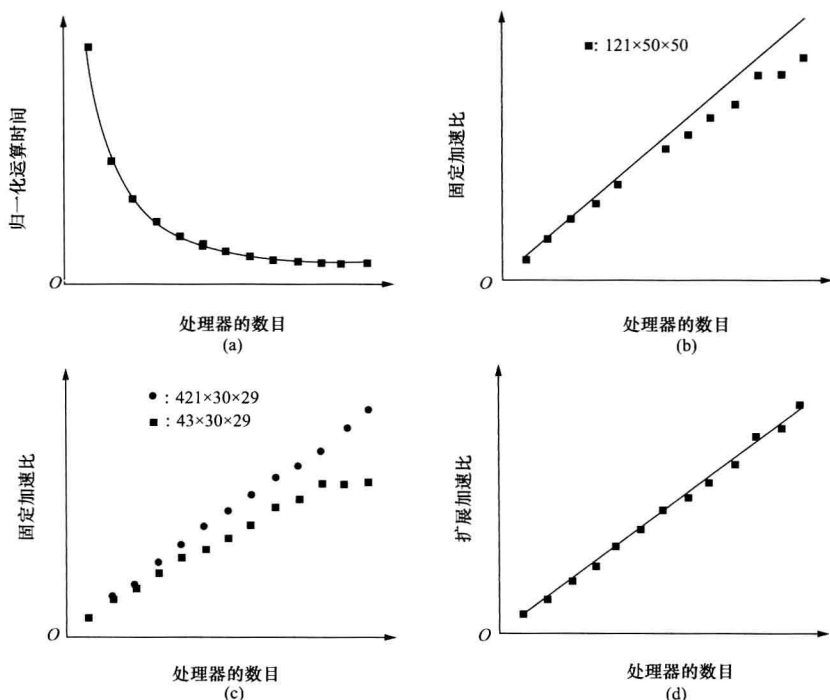 归一化运算时间
O
处理器的数目
(a)
■: 121×50×50
固定加速比
O
处理器的数目
(b)
●: 421×30×29
■: 43×30×29
固定加速比
O
处理器的数目
(c)
扩展加速比
O
处理器的数目
(d)